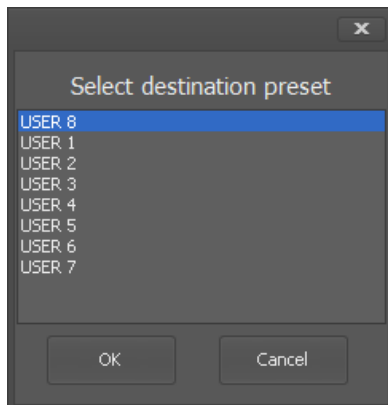 Select destination preset
USER 8
USER 1
USER 2
USER 3
USER 4
USER 5
USER 6
USER 7
OK Cancel